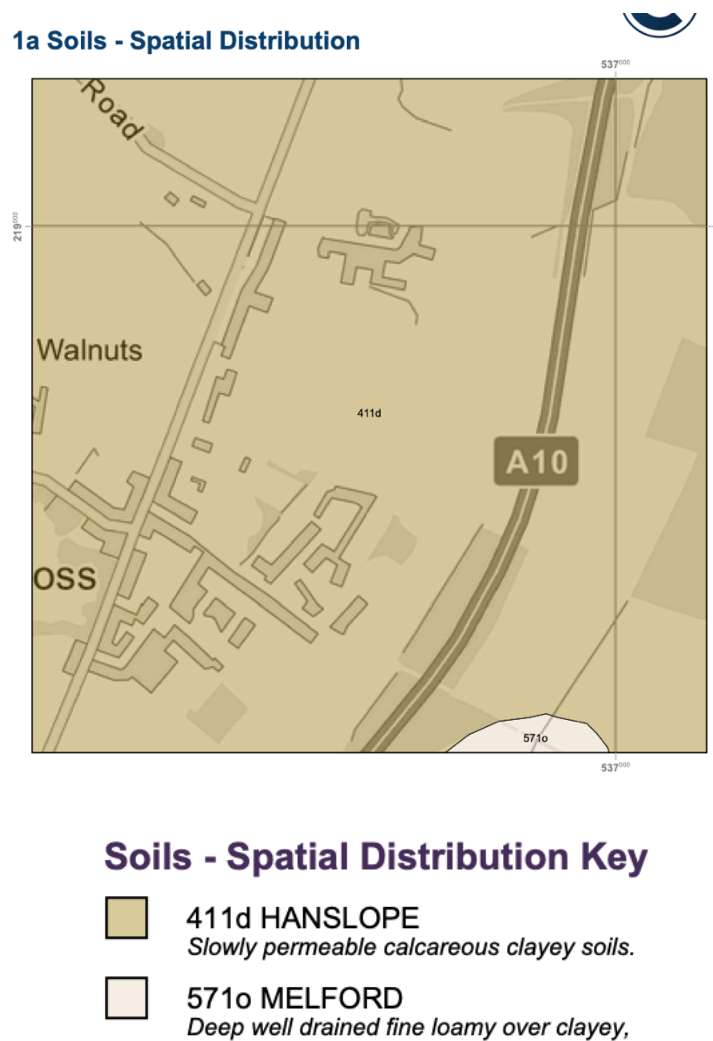 1a Soils - Spatial Distribution
537000
Road
219000
Walnuts
411d
A10
OSS
571o
537000
Soils - Spatial Distribution Key
411d HANSLOPE
Slowly permeable calcareous clayey soils.
571o MELFORD
Deep well drained fine loamy over clayey,